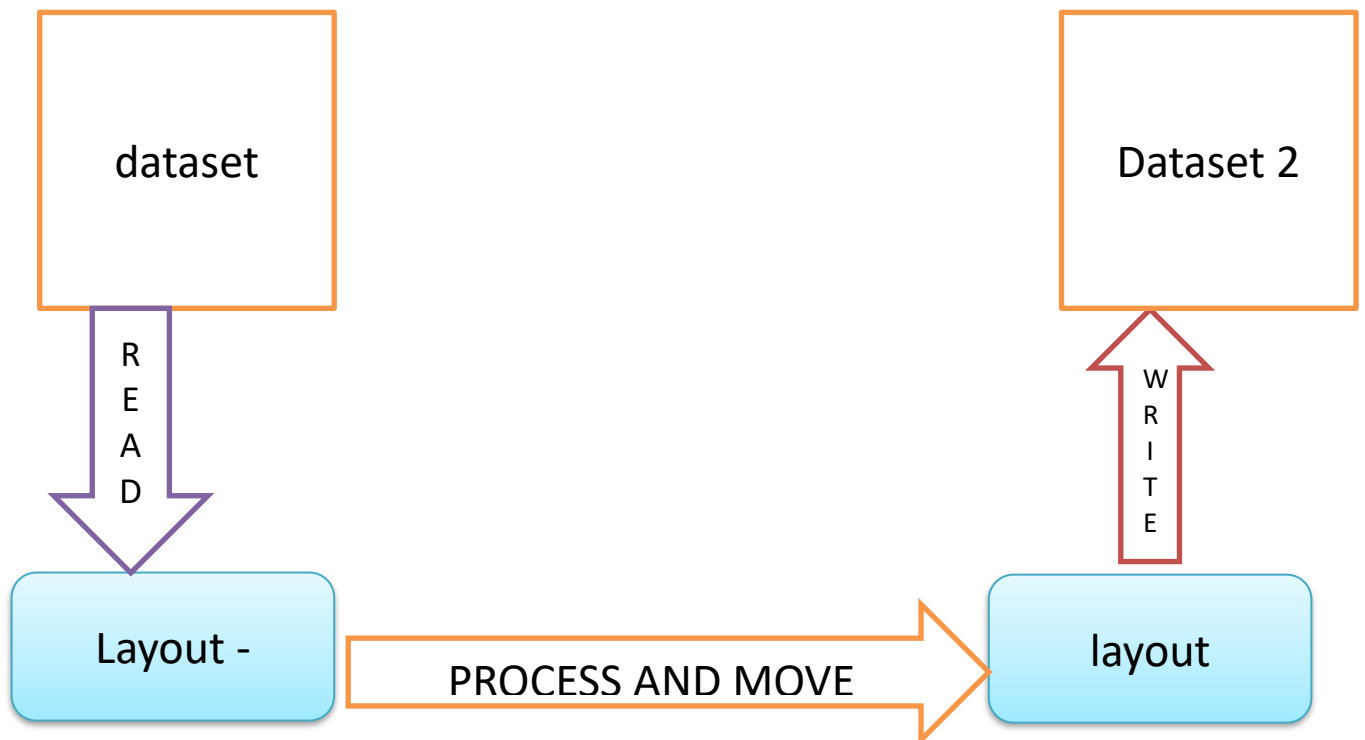 dataset
Dataset 2
R
E
A
D
W
R
I
T
E
Layout -
PROCESS AND MOVE
layout